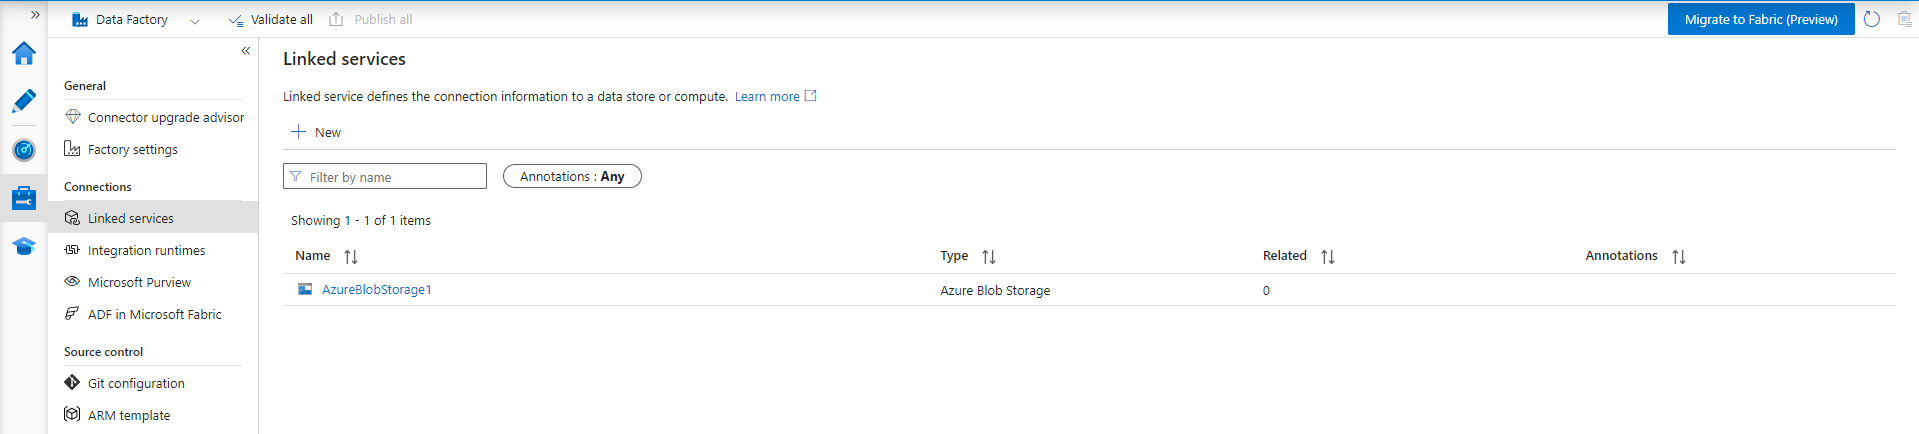 Data Factory Validate all Publish all Migrate to Fabric (Preview)
General
Connector upgrade advisor
Factory settings
Connections
Linked services
Integration runtimes
Microsoft Purview
ADF in Microsoft Fabric
Source control
Git configuration
ARM template
Linked services
Linked service defines the connection information to a data store or compute. Learn more
New
Filter by name Annotations : Any
Showing 1 - 1 of 1 items
Name Type Related Annotations
AzureBlobStorage1 Azure Blob Storage 0